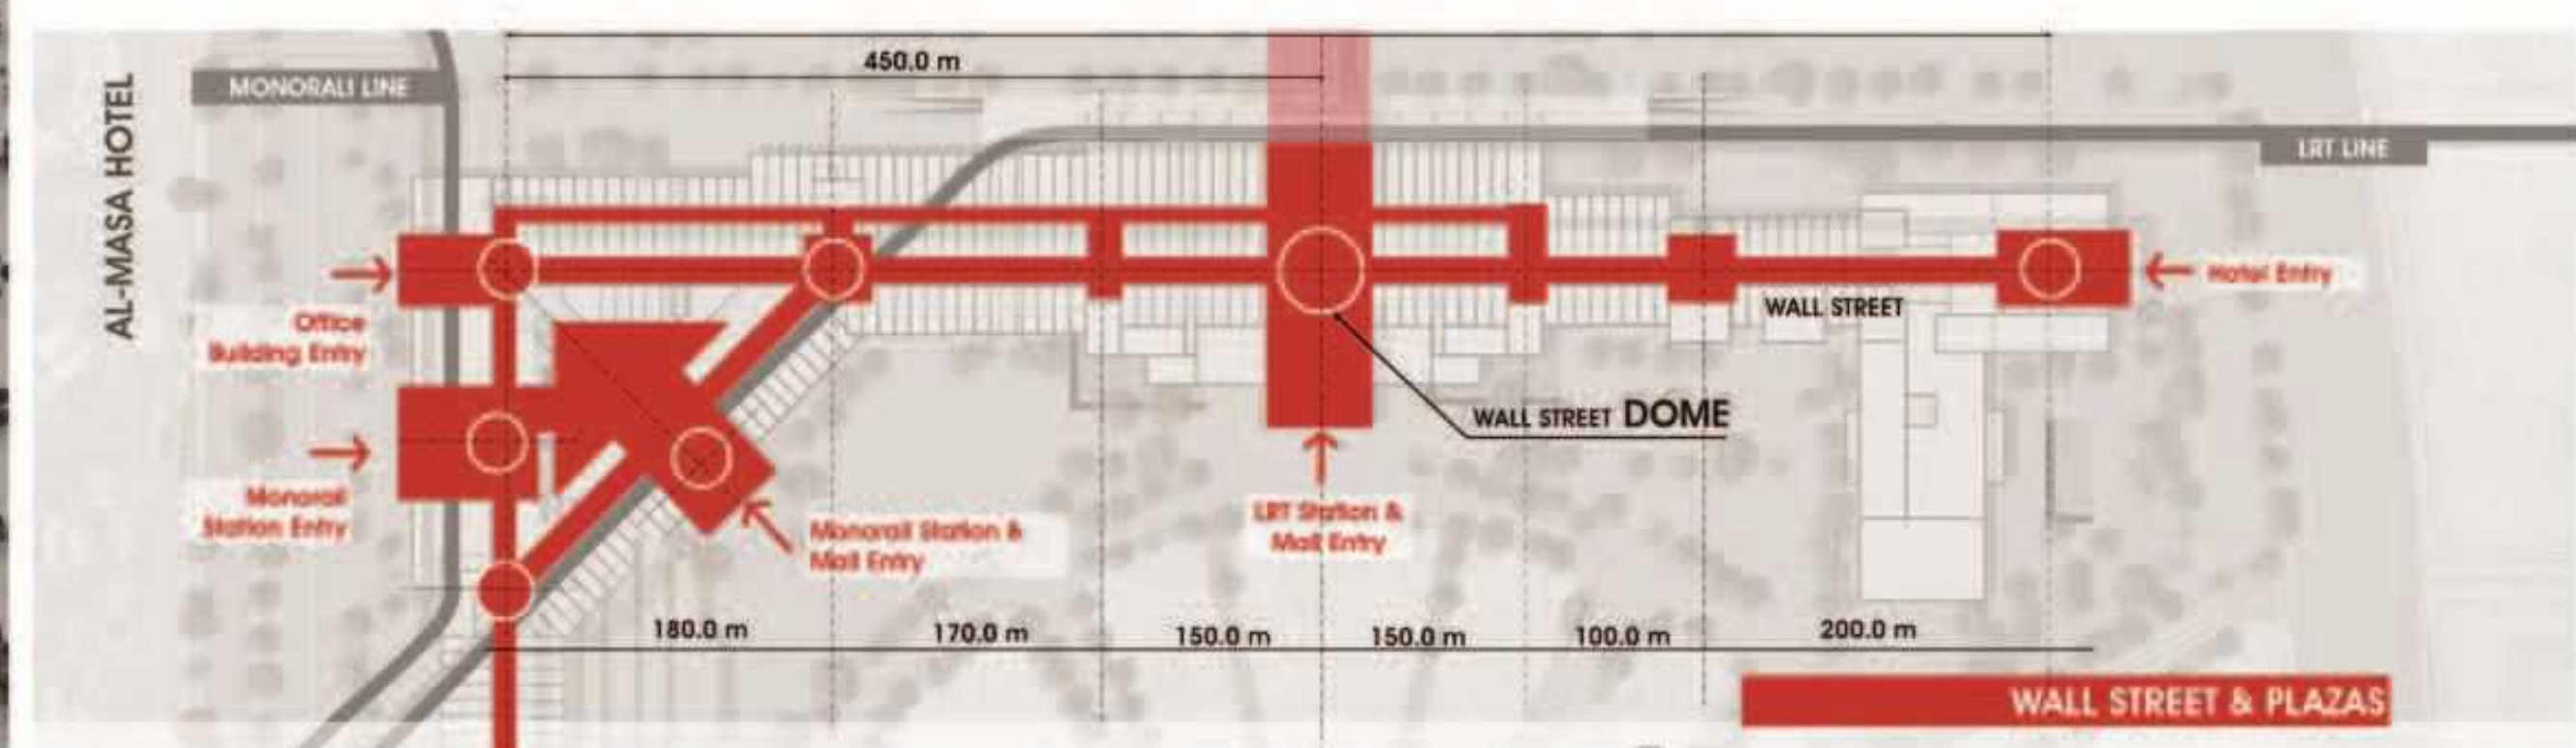 450.0 m
MONORALI LINE
AL-MASA HOTEL
LRT LINE
Hotel Entry
WALL STREET
Office
Building Entry
WALL STREET DOME
Monorail
Station Entry
Monorail Station &
Mall Entry
LRT Station &
Mall Entry
180.0 m
170.0 m
150.0 m
150.0 m
100.0 m
200.0 m
WALL STREET & PLAZAS